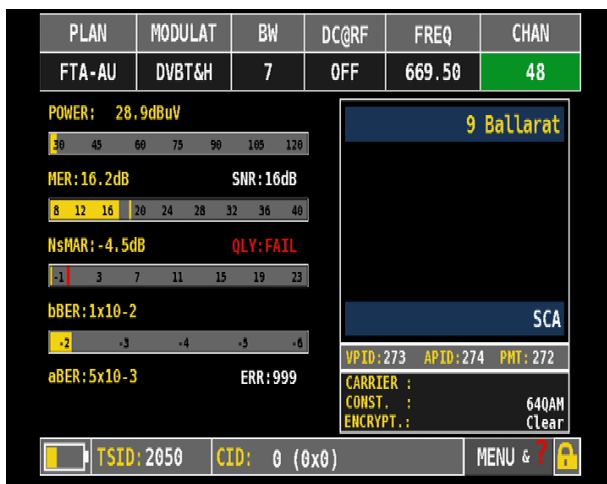 PLAN MODULAT BW DC@RF FREQ CHAN
FTA-AU DVBT&H 7 OFF 669.50 48
POWER: 28.9dBuV
30 45 60 75 90 105 120
MER:16.2dB SNR:16dB
8 12 16 20 24 28 32 36 40
NsMAR:-4.5dB QLY:FAIL
-1 3 7 11 15 19 23
bBER:1x10-2
-2 -3 -4 -5 -6
aBER:5x10-3 ERR:999
9 Ballarat
SCA
VPID:273 APID:274 PMT:272
CARRIER :
CONST. : 64QAM
ENCRYPT.: Clear
TSID:2050 CID: 0 (0x0) MENU & ?